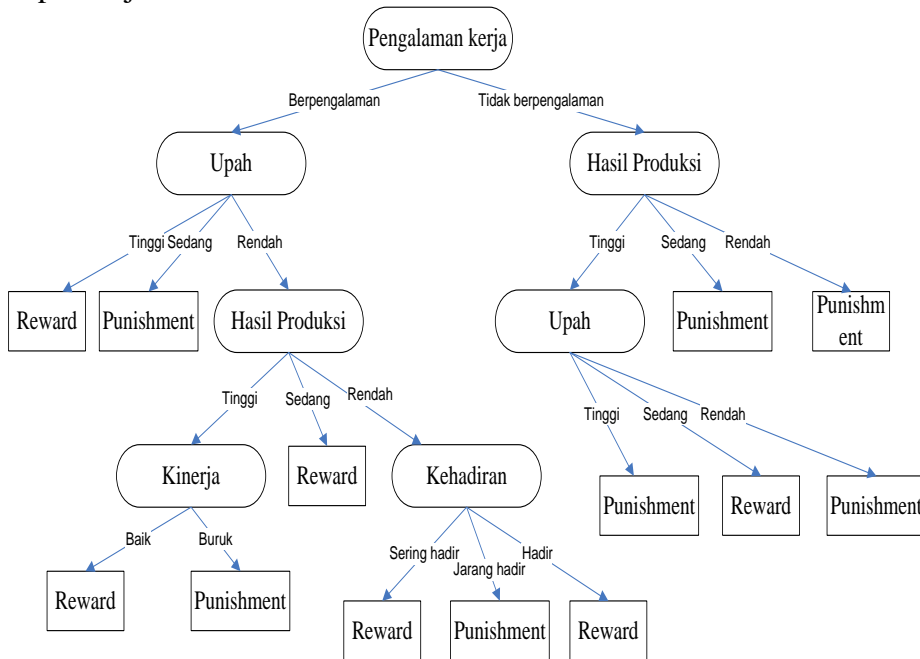 Pengalaman kerja
Berpengalaman
Tidak berpengalaman
Upah
Hasil Produksi
Tinggi
Sedang
Rendah
Tinggi
Sedang
Rendah
Reward
Punishment
Hasil Produksi
Upah
Punishment
Punishm
ent
Tinggi
Sedang
Rendah
Tinggi
Sedang
Rendah
Kinerja
Reward
Kehadiran
Punishment
Reward
Punishment
Baik
Buruk
Sering hadir
Jarang hadir
Hadir
Reward
Punishment
Reward
Punishment
Reward